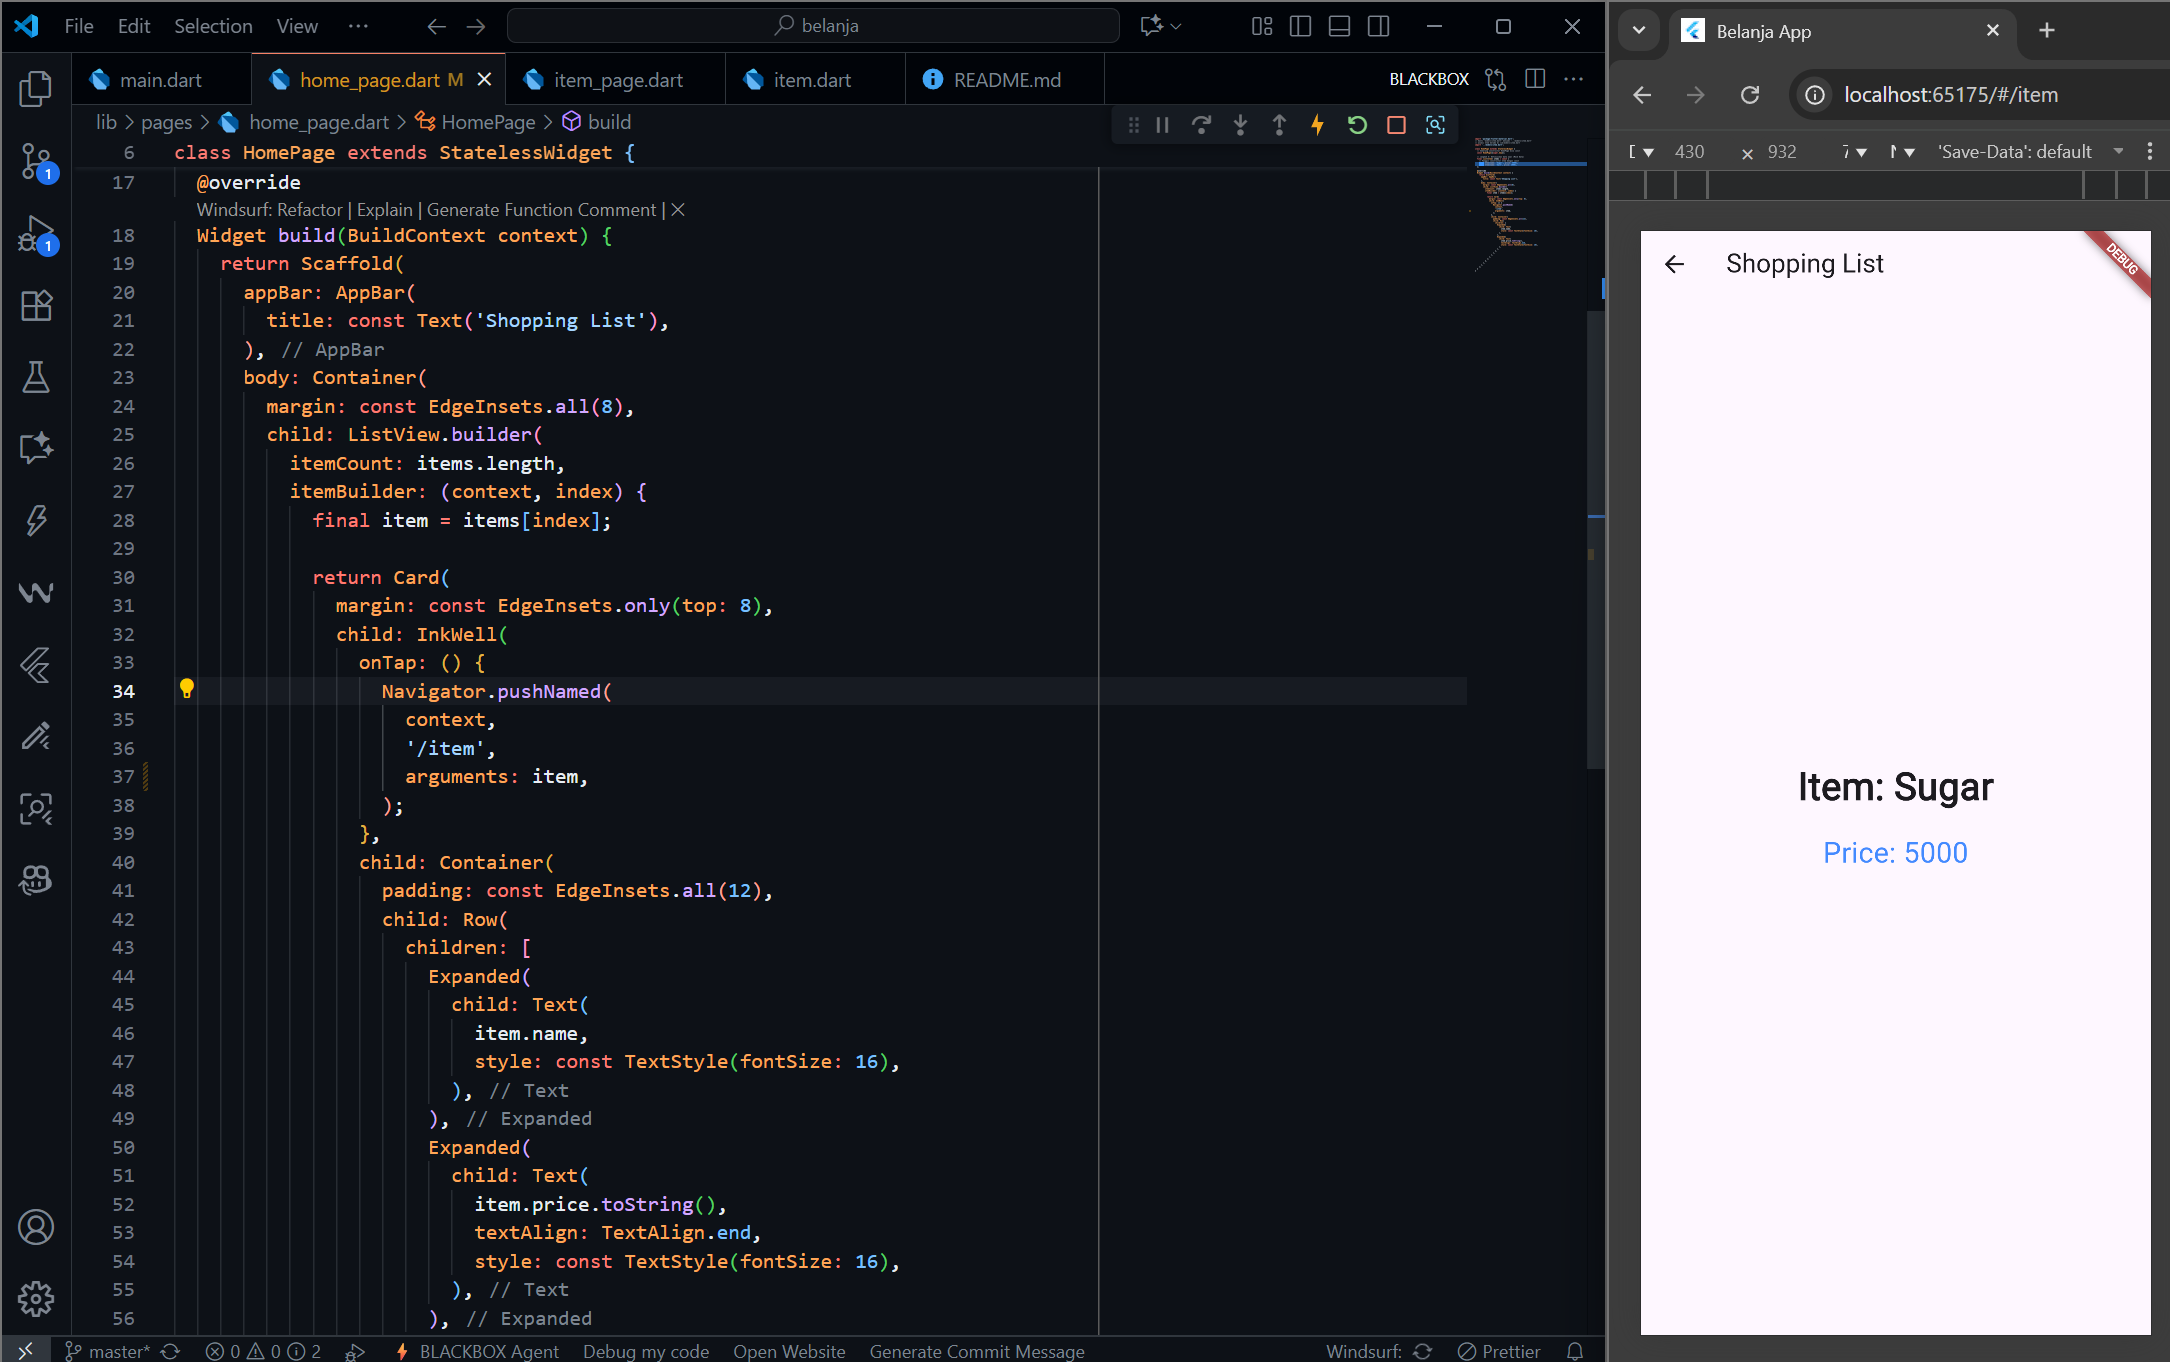 File Edit Selection View ··· belanja
main.dart home_page.dart M item_page.dart item.dart README.md BLACKBOX
lib > pages > home_page.dart > HomePage > build
6 class HomePage extends StatelessWidget {
17 @override
Windsurf: Refactor | Explain | Generate Function Comment | ×
18 Widget build(BuildContext context) {
19 return Scaffold(
20 appBar: AppBar(
21 title: const Text('Shopping List'),
22 ), // AppBar
23 body: Container(
24 margin: const EdgeInsets.all(8),
25 child: ListView.builder(
26 itemCount: items.length,
27 itemBuilder: (context, index) {
28 final item = items[index];
29
30 return Card(
31 margin: const EdgeInsets.only(top: 8),
32 child: InkWell(
33 onTap: () {
34 Navigator.pushNamed(
35 context,
36 '/item',
37 arguments: item,
38 );
39 },
40 child: Container(
41 padding: const EdgeInsets.all(12),
42 child: Row(
43 children: [
44 Expanded(
45 child: Text(
46 item.name,
47 style: const TextStyle(fontSize: 16),
48 ), // Text
49 ), // Expanded
50 Expanded(
51 child: Text(
52 item.price.toString(),
53 textAlign: TextAlign.end,
54 style: const TextStyle(fontSize: 16),
55 ), // Text
56 ), // Expanded
1
1
master* 0 0 2 BLACKBOX Agent Debug my code Open Website Generate Commit Message Windsurf: Prettier
Belanja App
localhost:65175/#/item
430 × 932 'Save-Data': default
Shopping List
DEBUG
Item: Sugar
Price: 5000